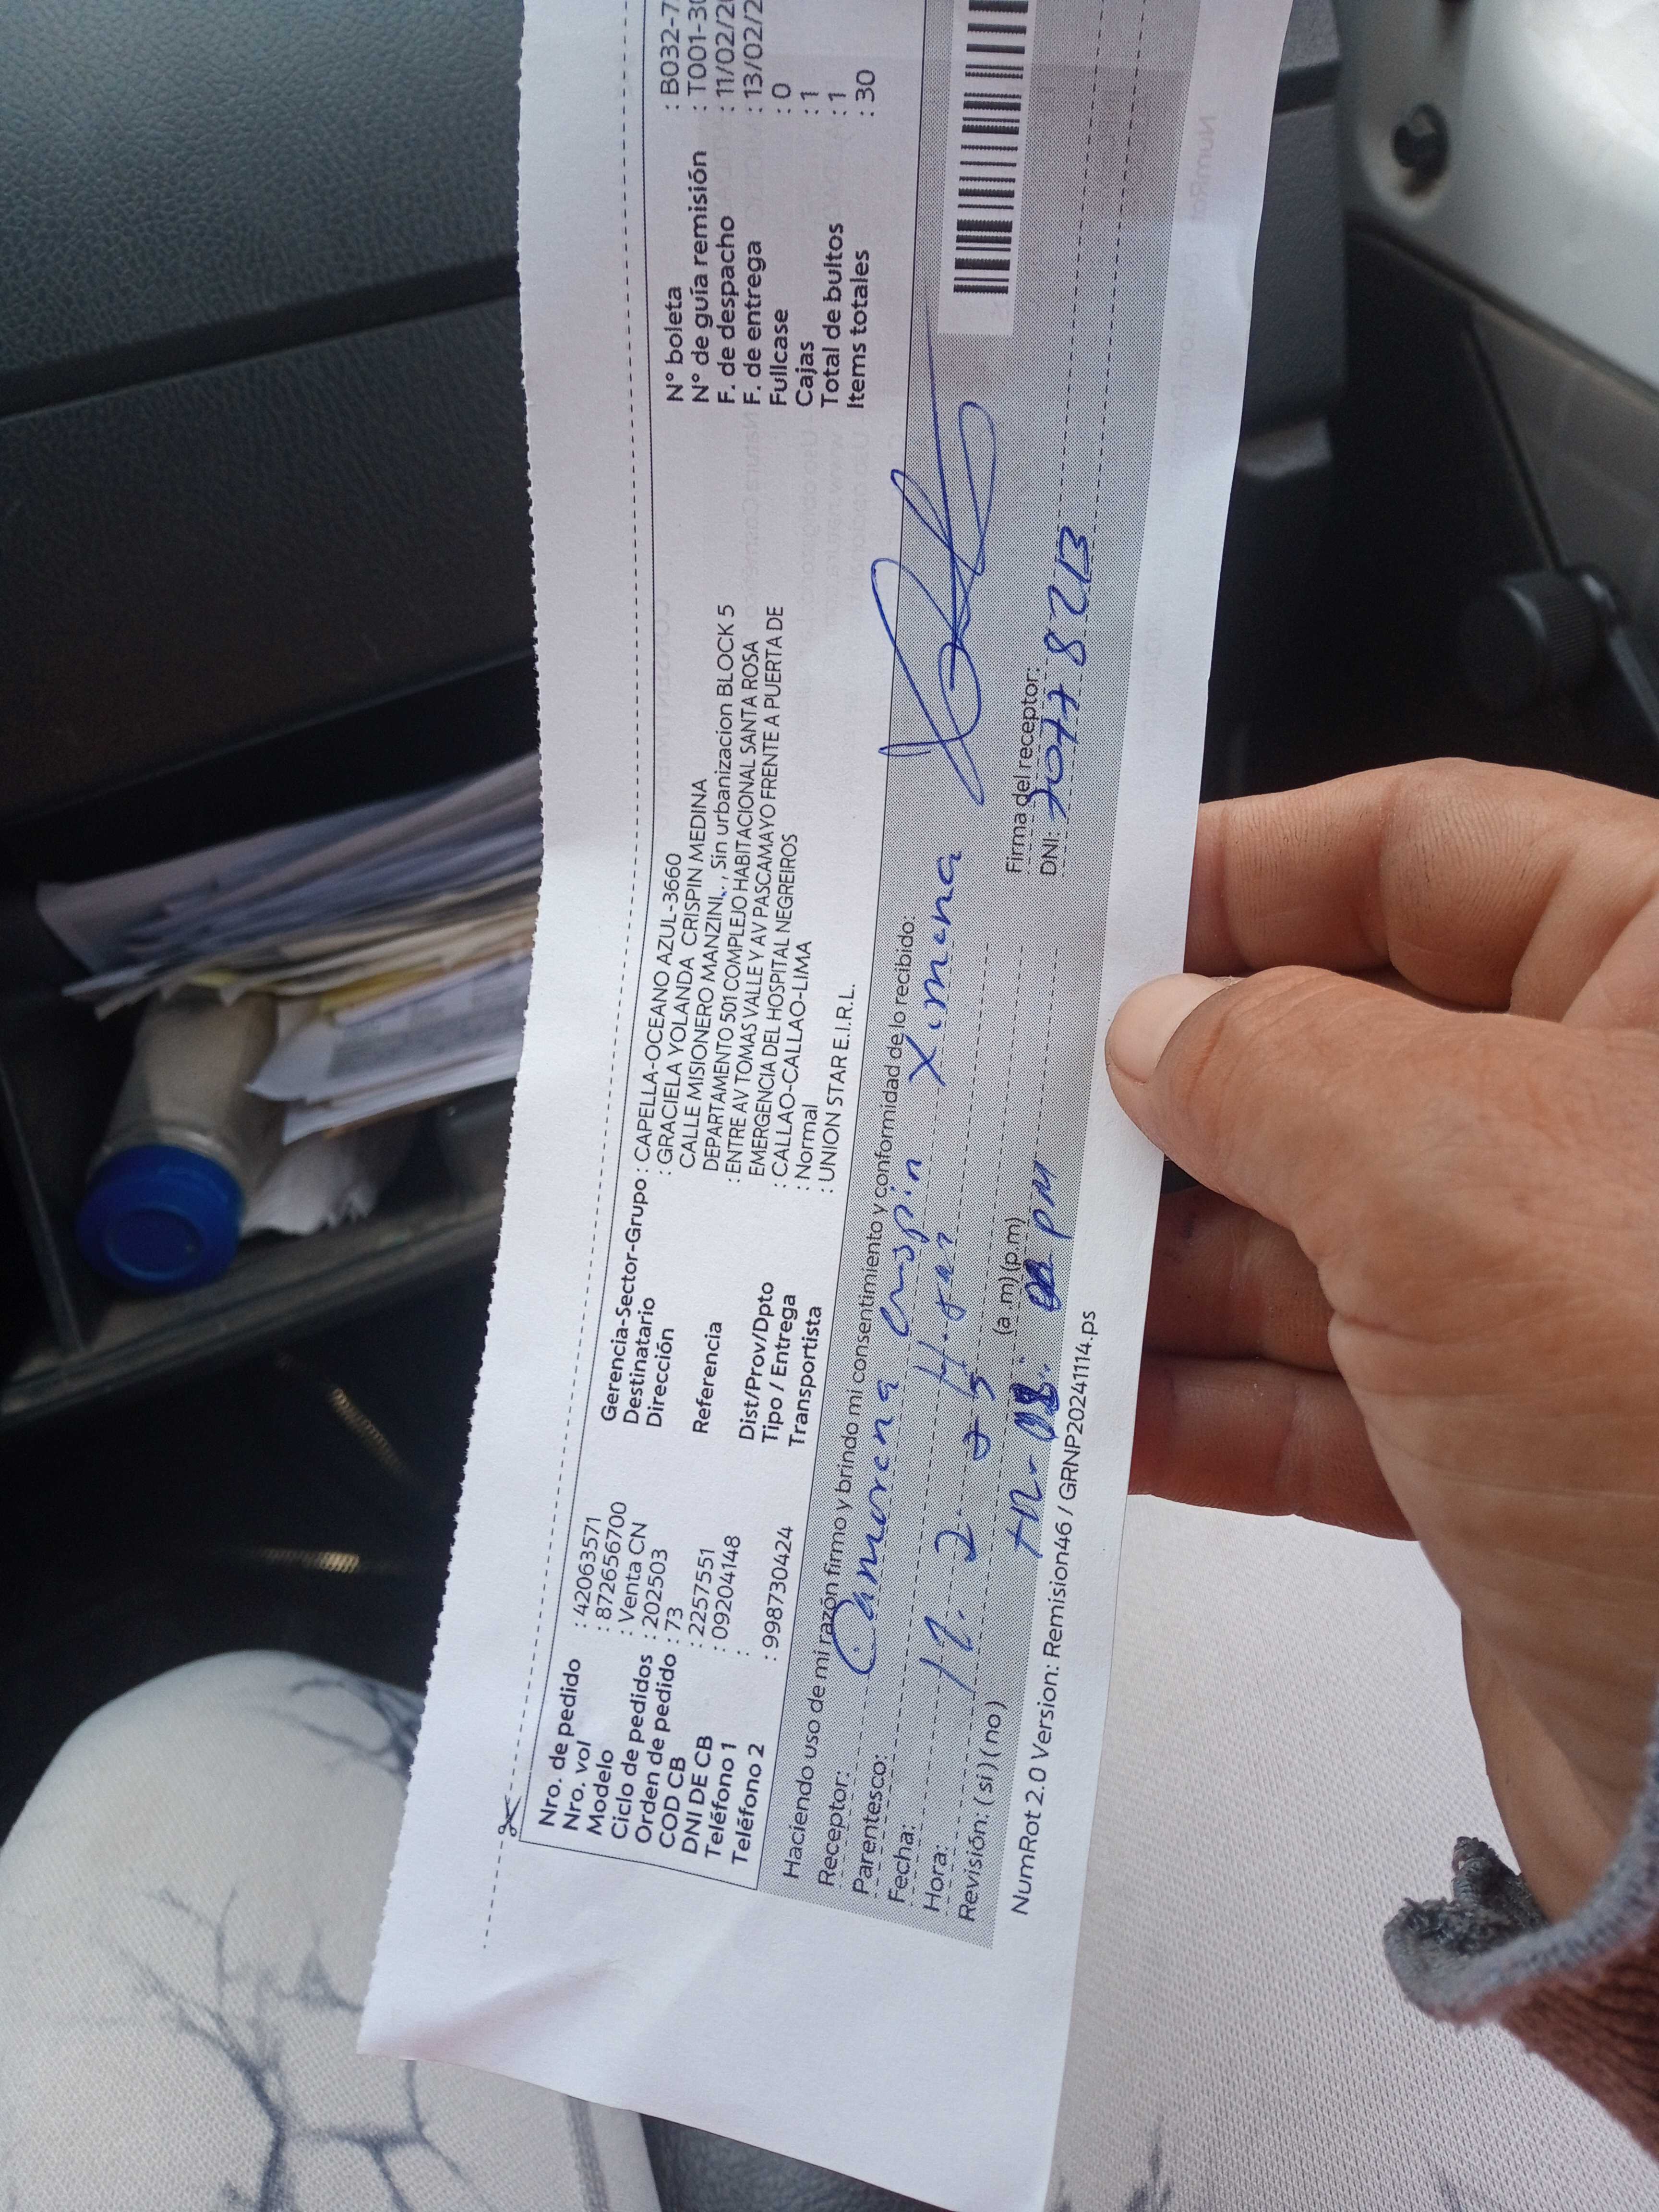 Nro. de pedido : 42063571
Nro. vol : 872656700
Modelo : Venta CN
Ciclo de pedidos : 202503
Orden de pedido : 73
COD CB : 2257551
DNI DE CB : 09204148
Teléfono 1 :
Teléfono 2 : 998730424
Gerencia-Sector-Grupo : CAPELLA-OCEANO AZUL-3660
Destinatario : GRACIELA YOLANDA CRISPIN MEDINA
Dirección CALLE MISIONERO MANZINI. , Sin urbanizacion BLOCK 5
DEPARTAMENTO 501 COMPLEJO HABITACIONAL SANTA ROSA
Referencia : ENTRE AV TOMAS VALLE Y AV PASCAMAYO FRENTE A PUERTA DE
EMERGENCIA DEL HOSPITAL NEGREIROS
Dist/Prov/Dpto : CALLAO-CALLAO-LIMA
Tipo / Entrega : Normal
Transportista : UNION STAR E.I.R.L.
N° boleta : B032-7
N° de guía remisión : T001-30
F. de despacho : 11/02/20
F. de entrega : 13/02/2
Fullcase : 0
Cajas : 1
Total de bultos : 1
Items totales : 30
Haciendo uso de mi razón firmo y brindo mi consentimiento y conformidad de lo recibido:
Receptor: Camarena crispin Ximena
Parentesco:
Fecha: 2
Hora:
Revisión: (si) (no) (a.m) (p.m)
pm
Firma del receptor:
DNI:
NumRot 2.0 Version: Remision46 / GRNP20241114.ps